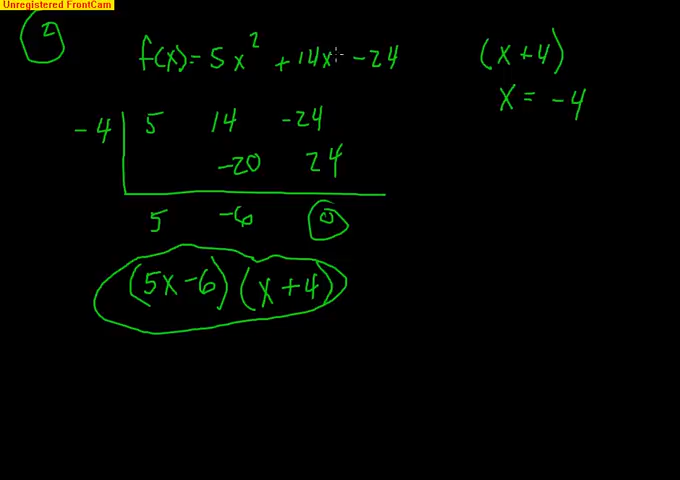 Unregistered FrontCam
2
f(x)= 5x² +14x -24
(x+4)
x = -4
-4 5 14 -24
-20 24
5 -6 0
(5x-6)(x+4)